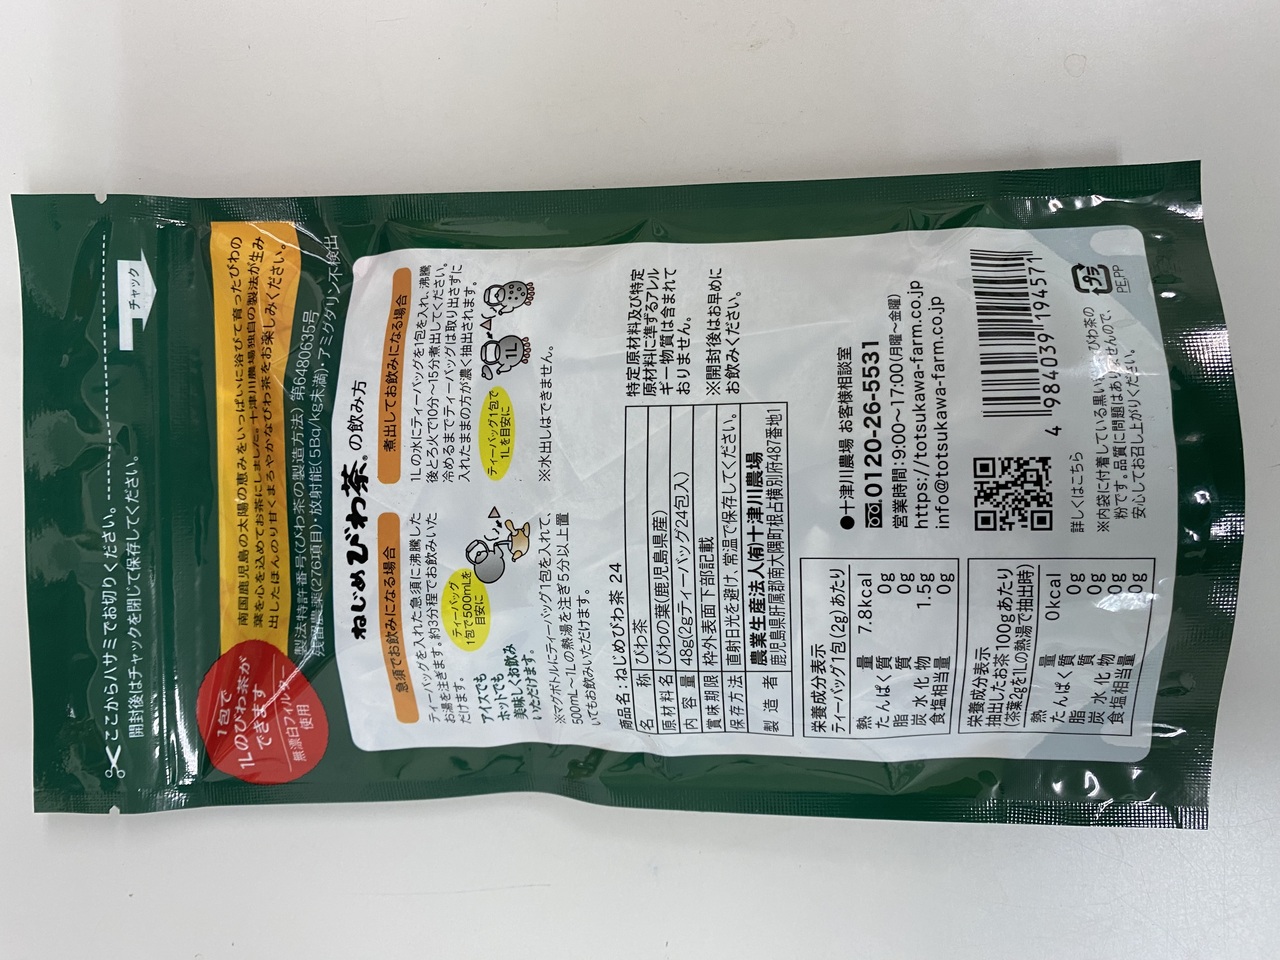 ここからハサミでお切りください。
開封後はチャックを閉じて保存してください。
チャック
1包で
1Lのびわ茶が
できます
無漂白フィルター
使用
南国鹿児島の太陽の恵みをいっぱいに浴びて育ったびわの
葉を心を込めてお茶にしました。十津川農場独自の製法が生み
出したほんのり甘くまろやかなびわ茶をお楽しみください。
製法特許番号(びわ茶の製造方法) 第6480635号
残留農薬(276項目)・放射能(5Bq/kg未満)・アミグダリン不検出
ねじめびわ茶®の飲み方
急須でお飲みになる場合
ティーバッグを入れた急須に沸騰した
お湯を注ぎます。約3分程でお飲みいた
だけます。
アイスでも
ホットでも
美味しくお飲み
いただけます。
ティーバッグ
1包で500mLを
目安に
※マグボトルにティーバッグ1包を入れて、
500mL～1Lの熱湯を注ぎ5分以上置
いてもお飲みいただけます。
煮出してお飲みになる場合
1Lの水にティーバッグを1包を入れ、沸騰
後とろ火で10分～15分煮出してください。
冷めるまでティーバッグは取り出さずに
入れたままの方が濃く抽出されます。
ティーバッグ1包で
1Lを目安に
1L
※水出しはできません。
商品名：ねじめびわ茶 24
名称 びわ茶
原材料名 びわの葉(鹿児島県産)
内容量 48g(2gティーバッグ24包入)
賞味期限 枠外表面下部記載
保存方法 直射日光を避け、常温で保存してください。
製造者 農業生産法人(有)十津川農場
鹿児島県肝属郡南大隅町根占横別府487番地1
特定原材料及び特定
原材料に準ずるアレル
ギー物質は含まれて
おりません。
※開封後はお早めに
お飲みください。
栄養成分表示
ティーバッグ1包(2g)あたり
熱量 7.8kcal
たんぱく質 0g
脂質 0g
炭水化物 1.5g
食塩相当量 0g
栄養成分表示
抽出したお茶100gあたり
(茶葉2gを1Lの熱湯で抽出時)
熱量 0kcal
たんぱく質 0g
脂質 0g
炭水化物 0g
食塩相当量 0g
●十津川農場 お客様相談室
0120-26-5531
営業時間:9:00～17:00(月曜～金曜)
https://totsukawa-farm.co.jp
info@totsukawa-farm.co.jp
4 984039 194571
詳しくはこちら
※内袋に付着している黒い
びわ茶の
粉です。品質に問題はありませんので、
安心してお召し上がりください。
プラ
PE,PP